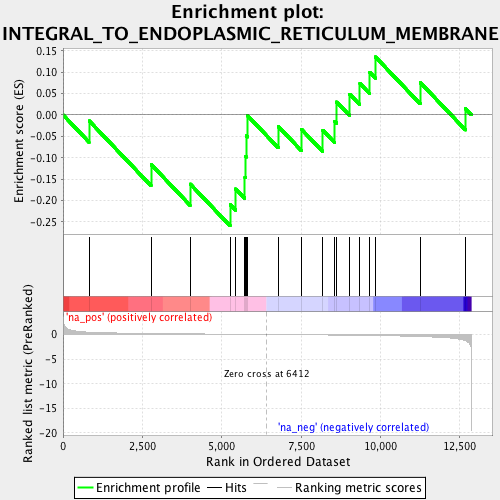 Enrichment plot:
INTEGRAL_TO_ENDOPLASMIC_RETICULUM_MEMBRANE
Enrichment score (ES)
0.15
0.10
0.05
0.00
-0.05
-0.10
-0.15
-0.20
-0.25
'na_pos' (positively correlated)
Ranked list metric (PreRanked)
0
-5
-10
-15
-20
Zero cross at 6412
'na_neg' (negatively correlated)
0
2,500
5,000
7,500
10,000
12,500
Rank in Ordered Dataset
Enrichment profile
Hits
Ranking metric scores